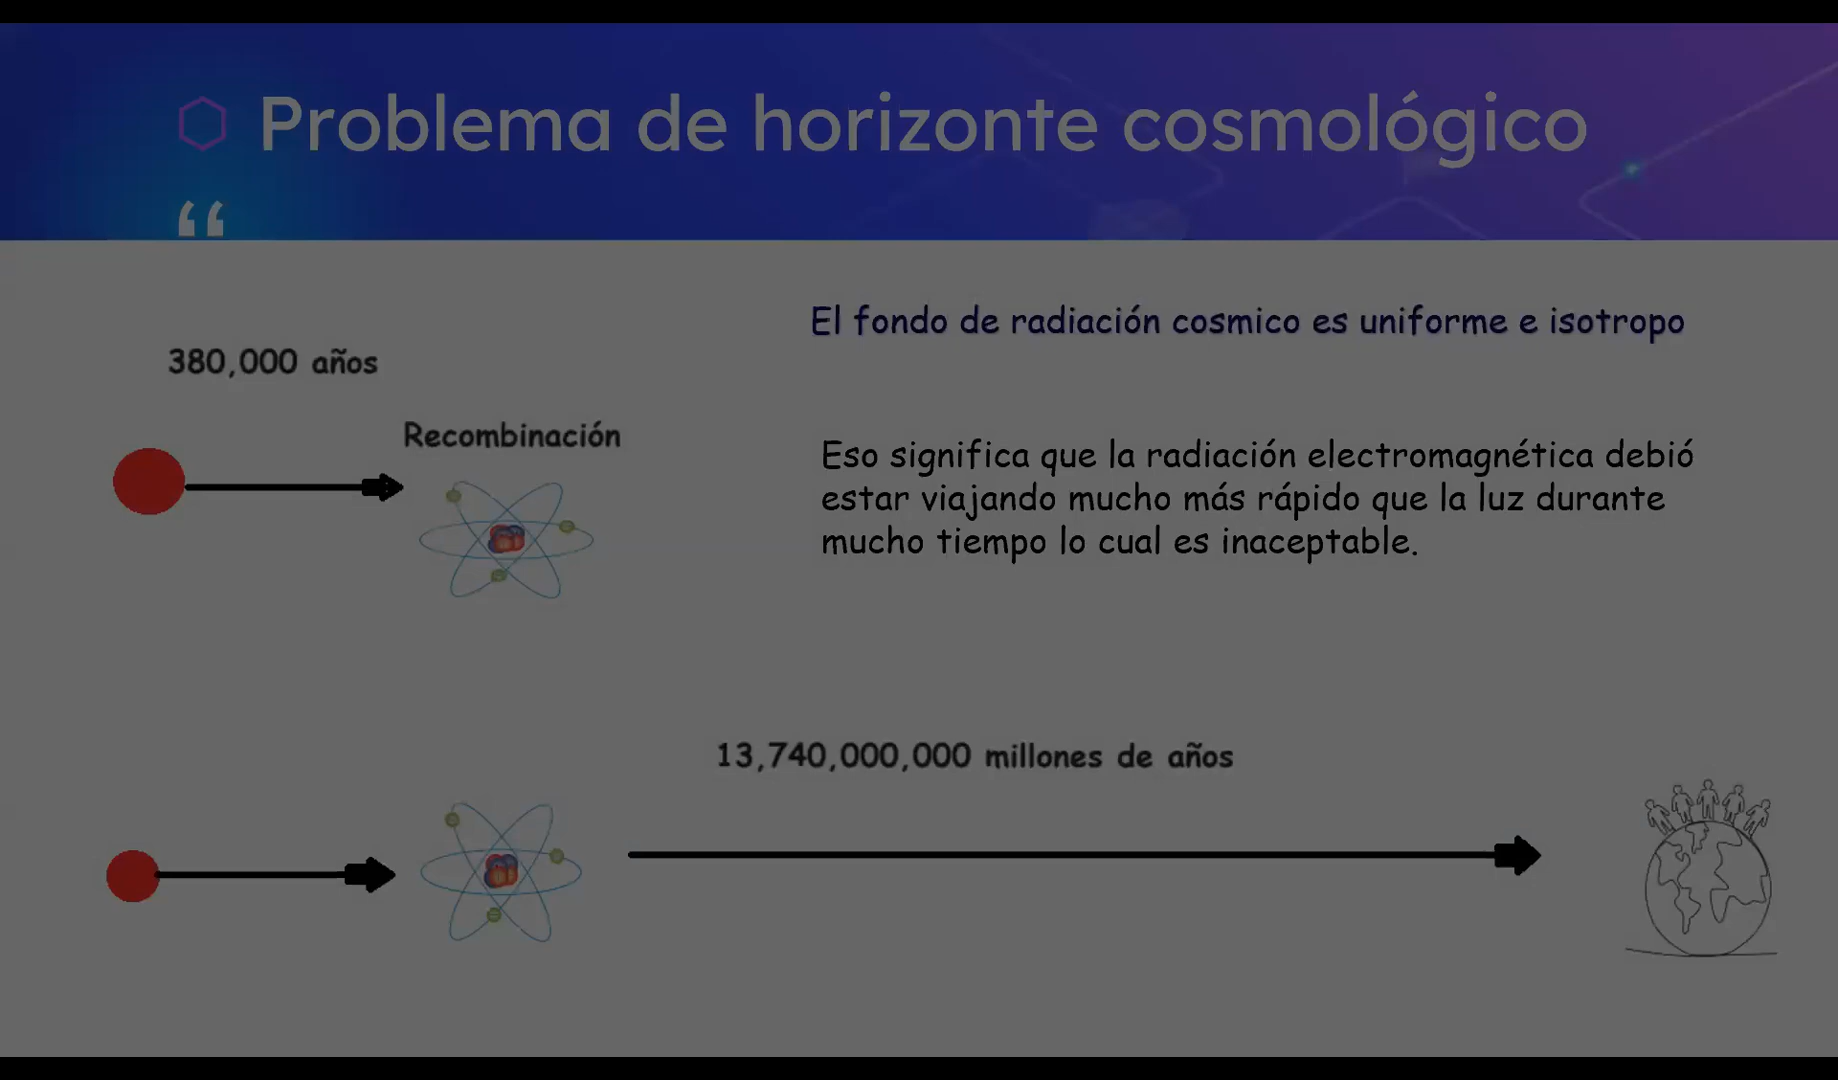 Problema de horizonte cosmológico
“
El fondo de radiación cosmico es uniforme e isotropo
380,000 años
Recombinación
Eso significa que la radiación electromagnética debió
estar viajando mucho más rápido que la luz durante
mucho tiempo lo cual es inaceptable.
13,740,000,000 millones de años